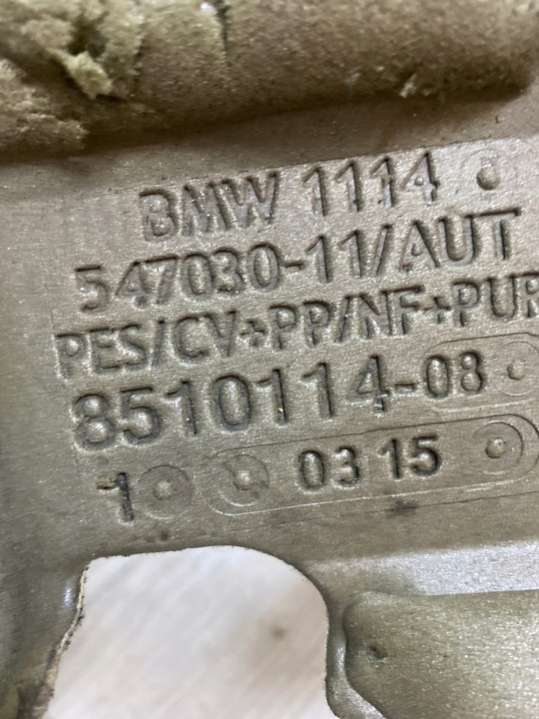 BMW 1114
547030-11/AUT
PES/CV+PP/NF+PUR
8510114-08
1 03 15